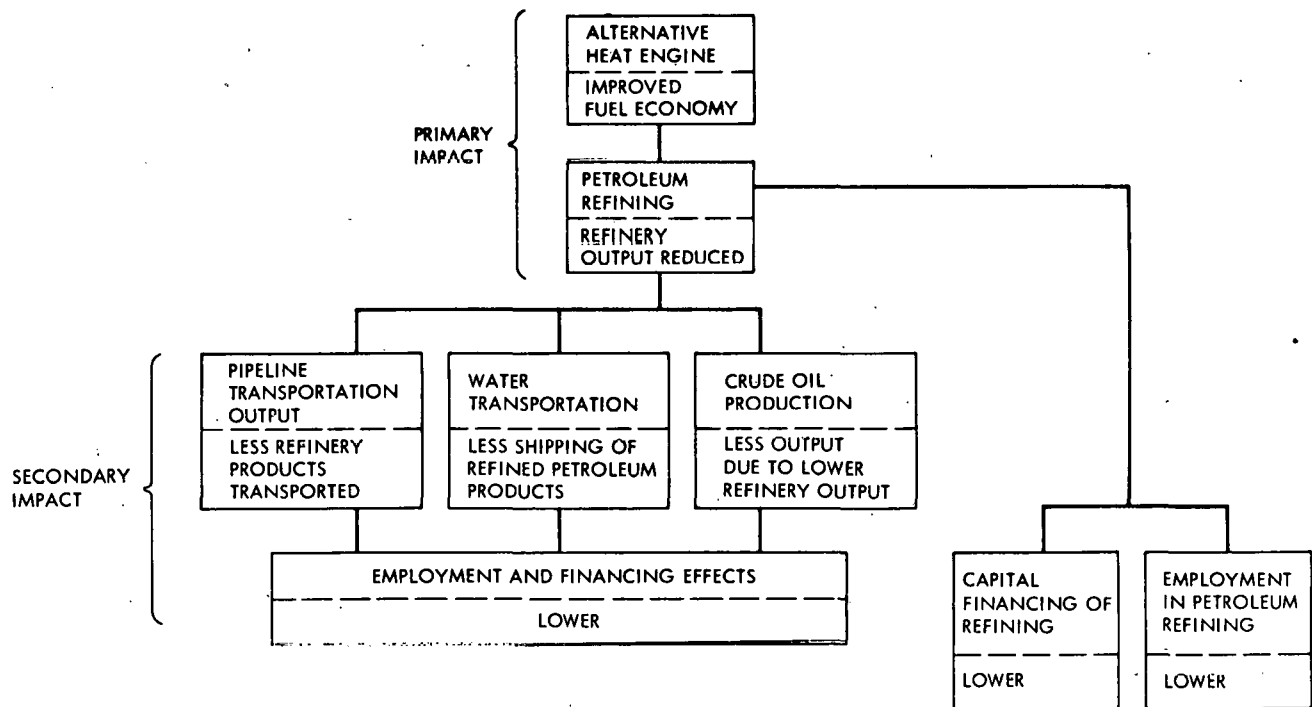 ALTERNATIVE
HEAT ENGINE
IMPROVED
FUEL ECONOMY
PRIMARY
IMPACT
PETROLEUM
REFINING
REFINERY
OUTPUT REDUCED
PIPELINE
TRANSPORTATION
OUTPUT
LESS REFINERY
PRODUCTS
TRANSPORTED
WATER
TRANSPORTATION
LESS SHIPPING OF
REFINED PETROLEUM
PRODUCTS
CRUDE OIL
PRODUCTION
LESS OUTPUT
DUE TO LOWER
REFINERY OUTPUT
SECONDARY
IMPACT
EMPLOYMENT AND FINANCING EFFECTS
LOWER
CAPITAL
FINANCING OF
REFINING
LOWER
EMPLOYMENT
IN PETROLEUM
REFINING
LOWER